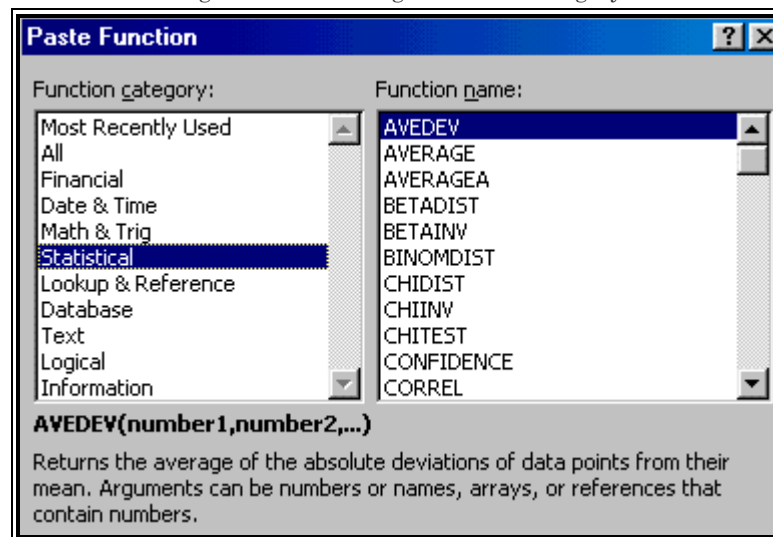 Paste Function
Function category:
Most Recently Used
All
Financial
Date & Time
Math & Trig
Statistical
Lookup & Reference
Database
Text
Logical
Information
Function name:
AVEDEV
AVERAGE
AVERAGEA
BETADIST
BETAINV
BINOMDIST
CHIDIST
CHIINV
CHITEST
CONFIDENCE
CORREL
AVEDEV(number1,number2,...)
Returns the average of the absolute deviations of data points from their
mean. Arguments can be numbers or names, arrays, or references that
contain numbers.